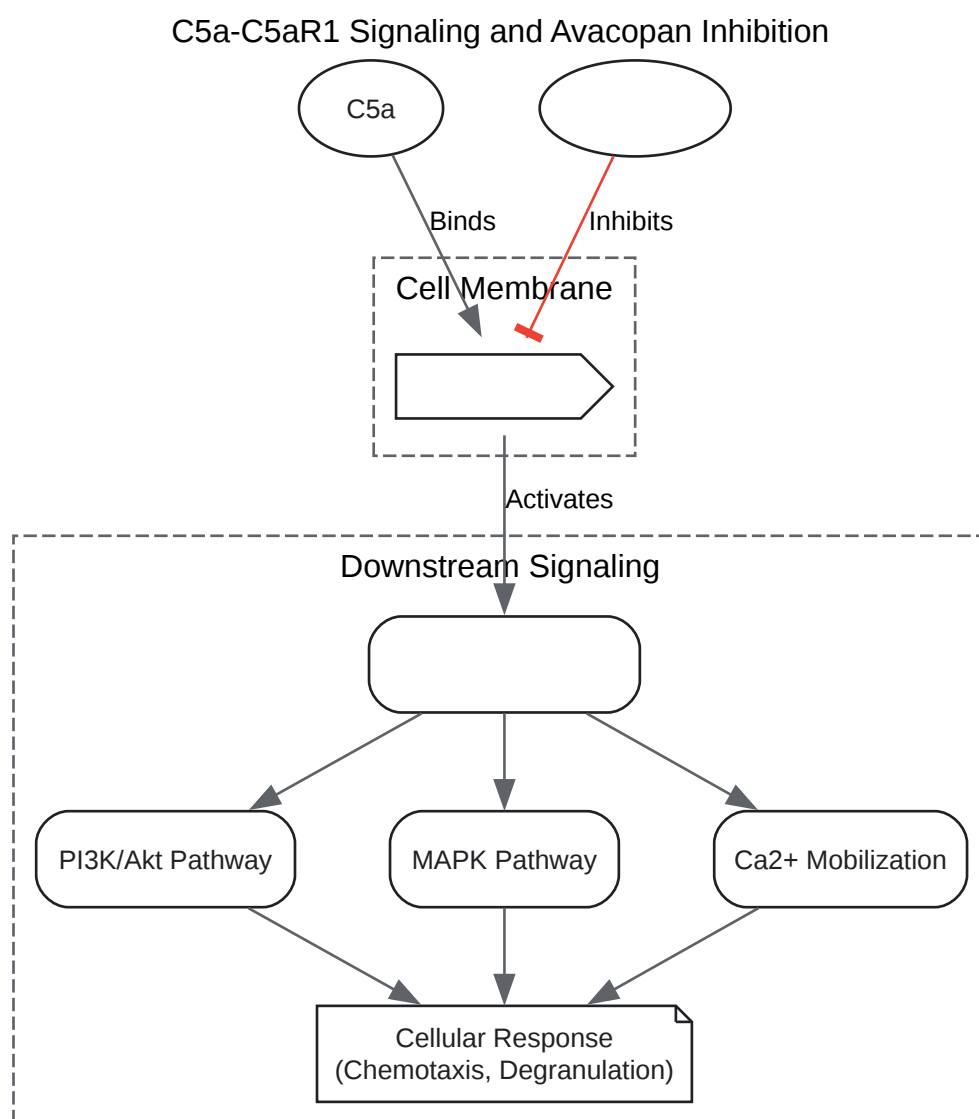 C5a-C5aR1 Signaling and Avacopan Inhibition
C5a
Binds
Inhibits
Cell Membrane
Activates
Downstream Signaling
PI3K/Akt Pathway
MAPK Pathway
Ca2+ Mobilization
Cellular Response
(Chemotaxis, Degranulation)